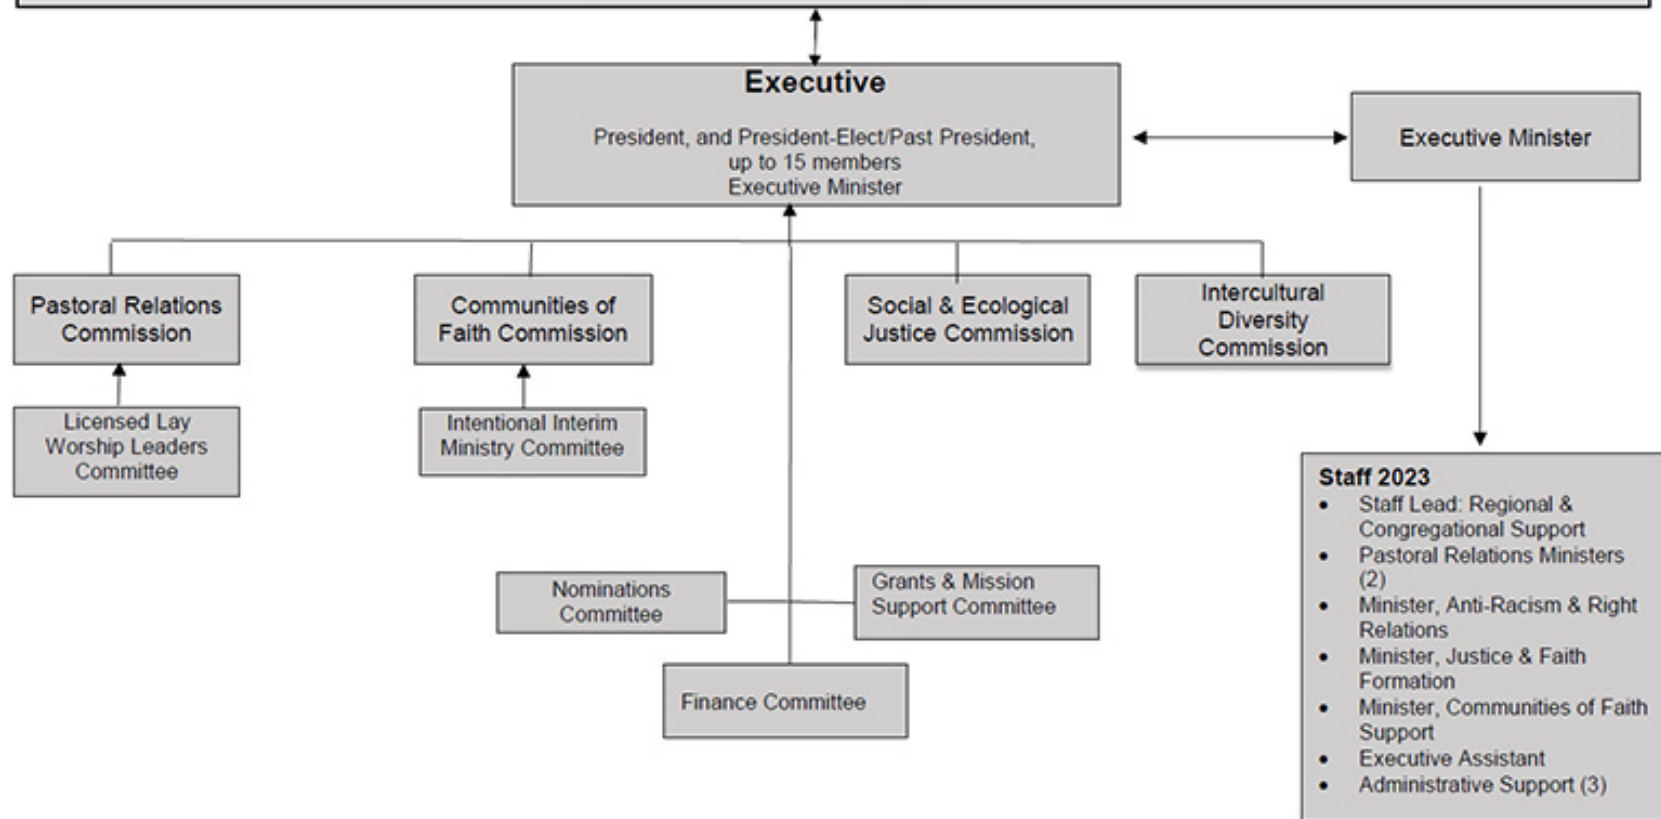 Executive
President, and President-Elect/Past President,
up to 15 members
Executive Minister
Executive Minister
Pastoral Relations
Commission
Communities of
Faith Commission
Social & Ecological
Justice Commission
Intercultural
Diversity
Commission
Licensed Lay
Worship Leaders
Committee
Intentional Interim
Ministry Committee
Nominations
Committee
Grants & Mission
Support Committee
Finance Committee
Staff 2023
• Staff Lead: Regional &
Congregational Support
• Pastoral Relations Ministers
(2)
• Minister, Anti-Racism & Right
Relations
• Minister, Justice & Faith
Formation
• Minister, Communities of Faith
Support
• Executive Assistant
• Administrative Support (3)